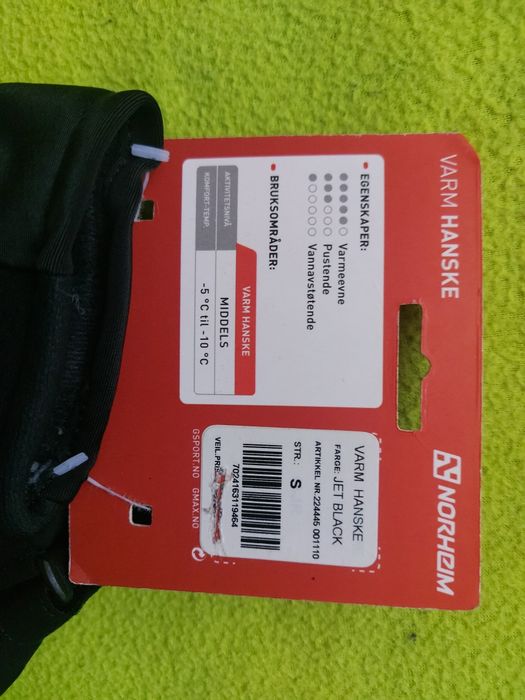 VARM HANSKE
NORHEIM
EGENSKAPER:
Varmeevne
Pustende
Vannavstøtende
BRUKSOMRÅDER:
VARM HANSKE
AKTIVITETSNIVÅ MIDDELS
KOMFORT-TEMP. -5 °C til -10 °C
VARM HANSKE
FARGE: JET BLACK
ARTIKKEL NR.224445 001110
STR.: S
7024163119464
VEIL.PRIS
GSPORT.NO GMAX.NO